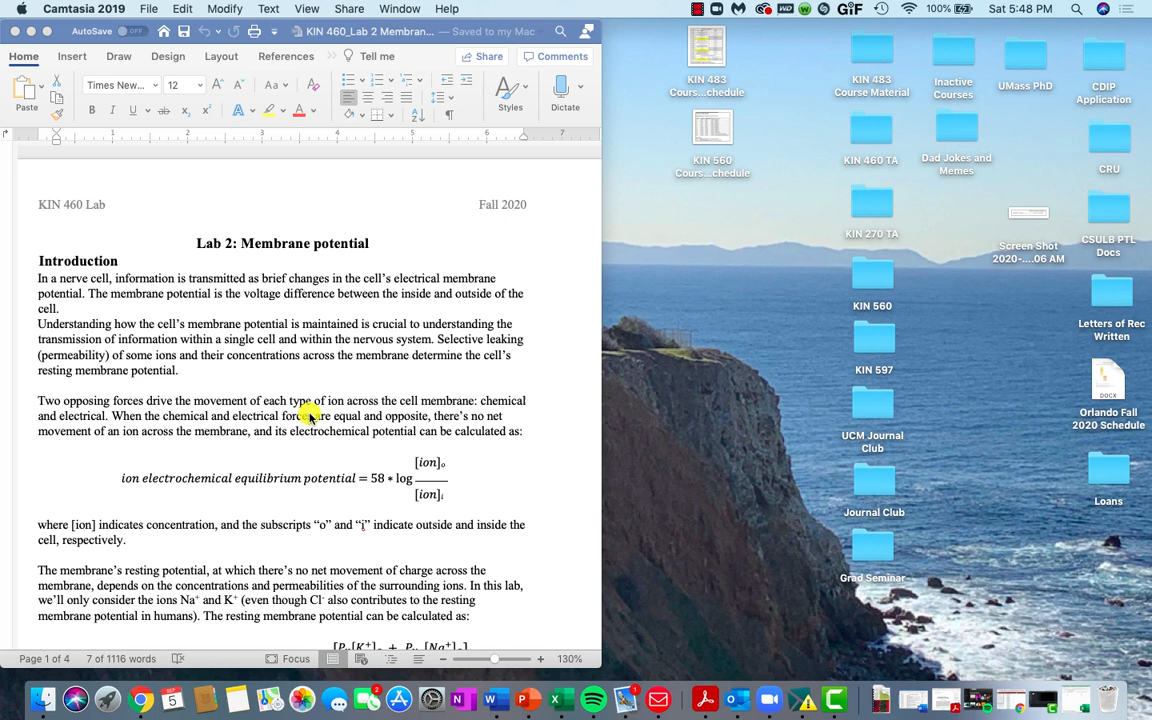 Camtasia 2019 File Edit Modify Text View Share Window Help 100% Sat 5:48 PM
AutoSave OFF KIN 460_Lab 2 Membran... — Saved to my Mac
Home Insert Draw Design Layout References Tell me Share Comments
Paste Times New... 12 Styles Dictate
1 2 3 4 5 6 7
KIN 460 Lab Fall 2020
Lab 2: Membrane potential
Introduction
In a nerve cell, information is transmitted as brief changes in the cell’s electrical membrane
potential. The membrane potential is the voltage difference between the inside and outside of the
cell.
Understanding how the cell’s membrane potential is maintained is crucial to understanding the
transmission of information within a single cell and within the nervous system. Selective leaking
(permeability) of some ions and their concentrations across the membrane determine the cell’s
resting membrane potential.
Two opposing forces drive the movement of each type of ion across the cell membrane: chemical
and electrical. When the chemical and electrical forces are equal and opposite, there’s no net
movement of an ion across the membrane, and its electrochemical potential can be calculated as:
ion electrochemical equilibrium potential = 58 * log [ion]o / [ion]i
where [ion] indicates concentration, and the subscripts “o” and “i” indicate outside and inside the
cell, respectively.
The membrane’s resting potential, at which there’s no net movement of charge across the
membrane, depends on the concentrations and permeabilities of the surrounding ions. In this lab,
we’ll only consider the ions Na+ and K+ (even though Cl- also contributes to the resting
membrane potential in humans). The resting membrane potential can be calculated as:
Page 1 of 4 7 of 1116 words Focus 130%
KIN 483
Cours...chedule
KIN 560
Cours...chedule
KIN 483
Course Material
Inactive
Courses
UMass PhD
CDIP
Application
KIN 460 TA
Dad Jokes and
Memes
CRU
KIN 270 TA
Screen Shot
2020-....06 AM
CSULB PTL
Docs
KIN 560
Letters of Rec
Written
KIN 597
DOCX
Orlando Fall
2020 Schedule
UCM Journal
Club
Journal Club
Loans
Grad Seminar